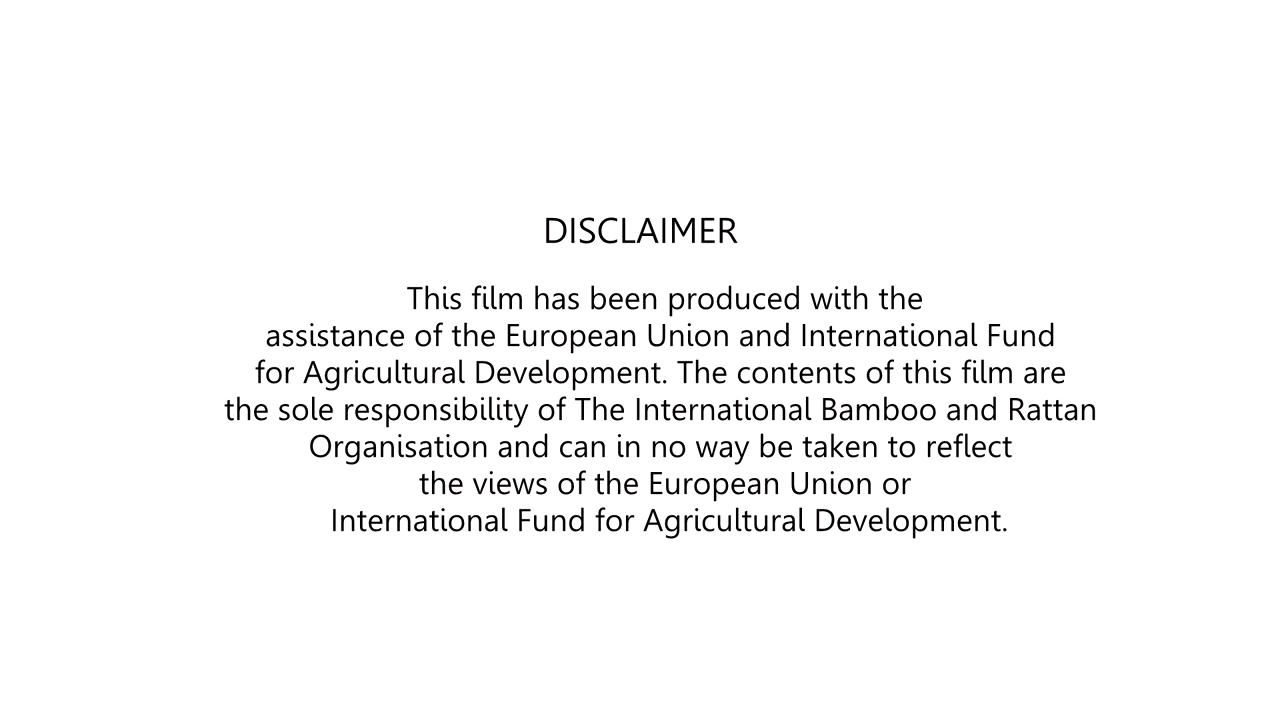 DISCLAIMER
This film has been produced with the
assistance of the European Union and International Fund
for Agricultural Development. The contents of this film are
the sole responsibility of The International Bamboo and Rattan
Organisation and can in no way be taken to reflect
the views of the European Union or
International Fund for Agricultural Development.